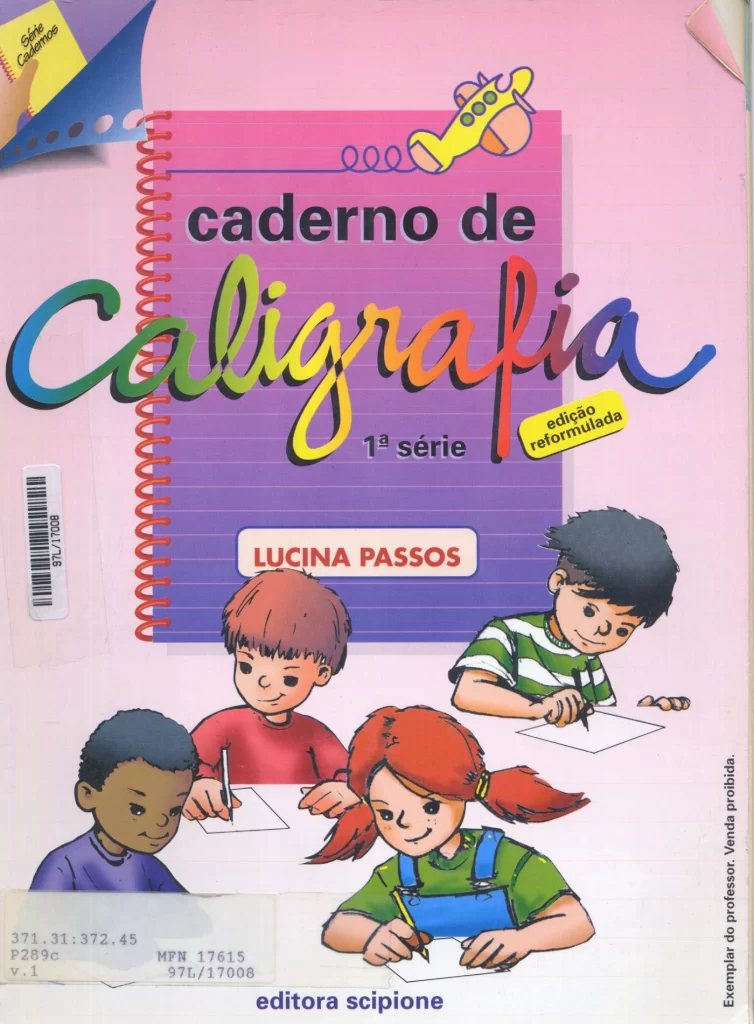 Série
Cadernos
caderno de
Caligrafia
1ª série
edição
reformulada
97L/17008
LUCINA PASSOS
Exemplar do professor. Venda proibida.
371.31:372.45
P289c MFN 17615
v.1 97L/17008
editora scipione